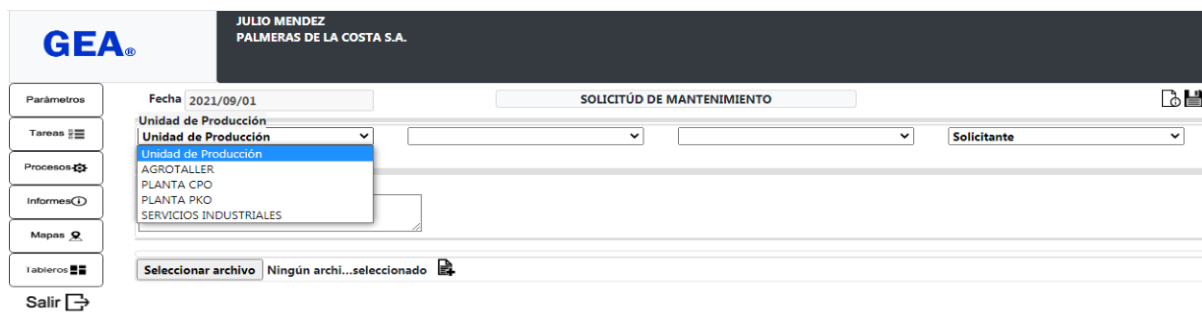 JULIO MENDEZ
GEA®
PALMERAS DE LA COSTA S.A.
Parámetros
Fecha 2021/09/01
SOLICITÚD DE MANTENIMIENTO
Unidad de Producción
Tareas
Unidad de Producción
Solicitante
Unidad de Producción
Procesos
AGROTALLER
PLANTA CPO
Informes
PLANTA PKO
SERVICIOS INDUSTRIALES
Mapas
Tableros
Seleccionar archivo Ningún archi...seleccionado
Salir